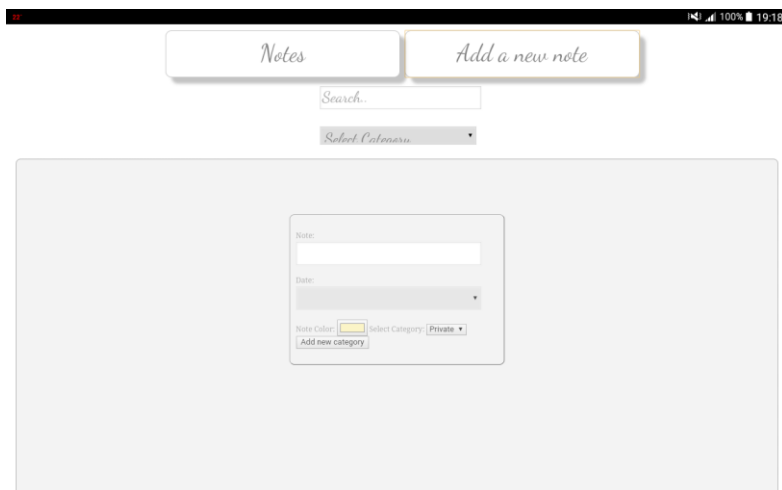 100% 19:18
Notes
Add a new note
Search..
Select Category
Note:
Date:
Note Color: Select Category: Private
Add new category